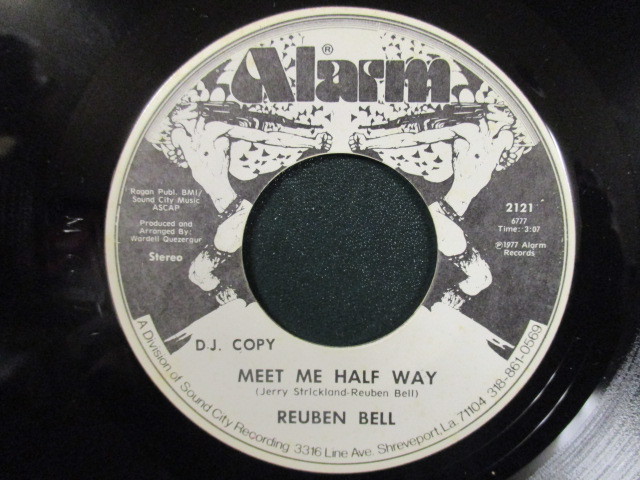 Alarm®
Ragan Publ. BMI/
Sound City Music
ASCAP
Produced and
Arranged By:
Wardell Quezergur
Stereo
2121
6777
Time: 3:07
℗1977 Alarm
Records
D.J. COPY
MEET ME HALF WAY
(Jerry Strickland-Reuben Bell)
REUBEN BELL
A Division of Sound City Recording 3316 Line Ave. Shreveport, La. 71104 318-861-0569